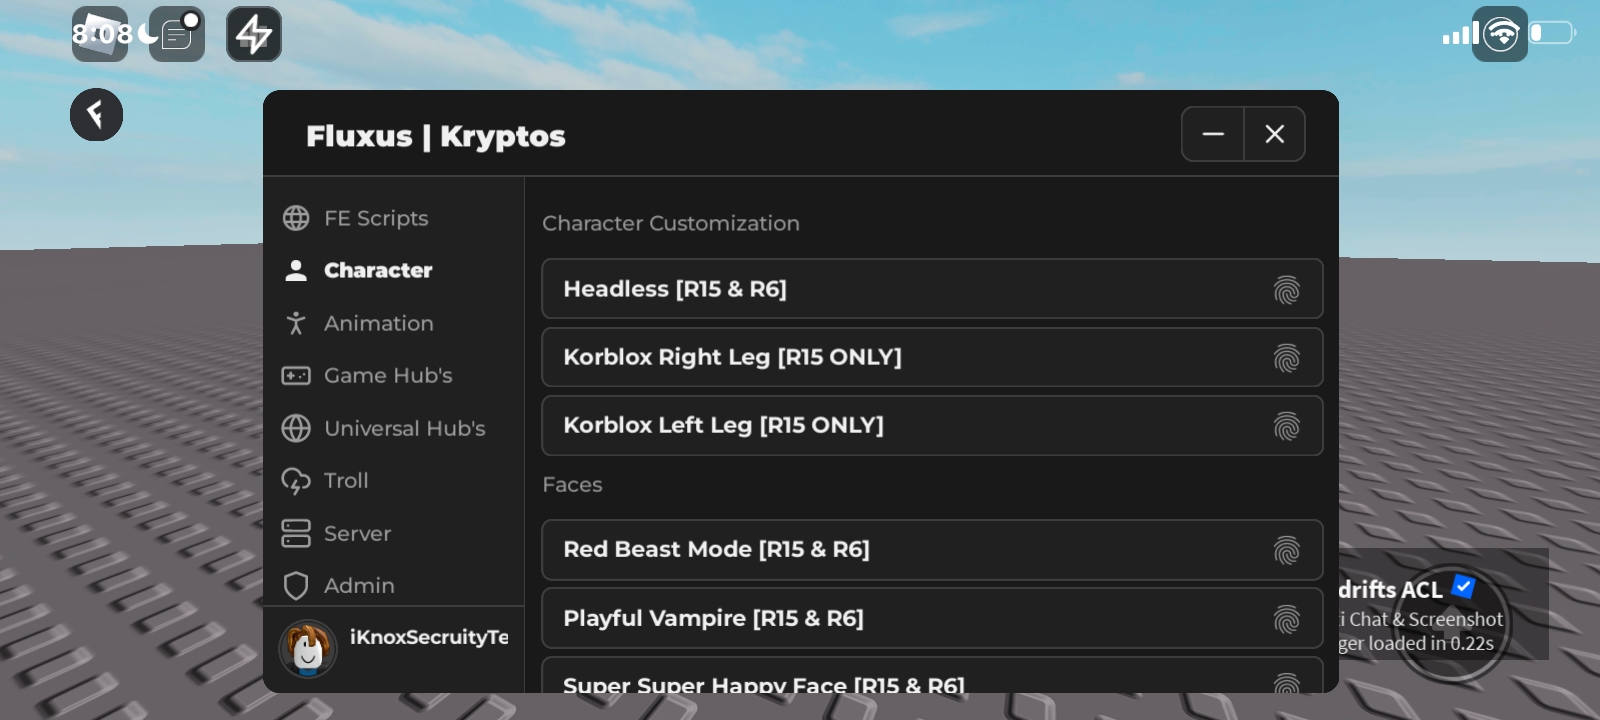 8:08
Fluxus | Kryptos
FE Scripts
Character
Animation
Game Hub's
Universal Hub's
Troll
Server
Admin
iKnoxSecruityTe
Character Customization
Headless [R15 & R6]
Korblox Right Leg [R15 ONLY]
Korblox Left Leg [R15 ONLY]
Faces
Red Beast Mode [R15 & R6]
Playful Vampire [R15 & R6]
Super Super Happy Face [R15 & R6]
drifts ACL
i Chat & Screenshot
ger loaded in 0.22s